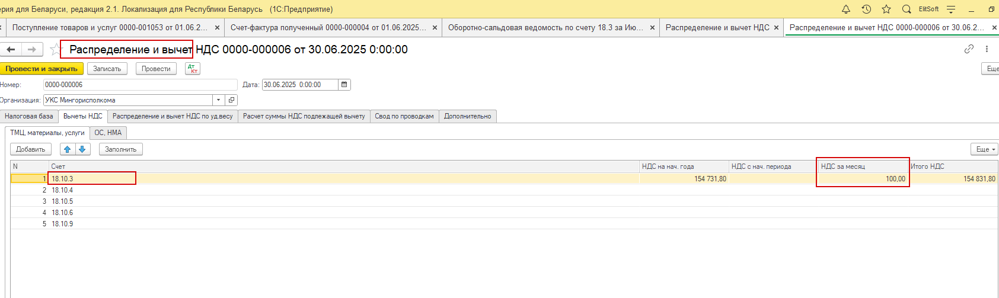 ерия для Беларуси, редакция 2.1. Локализация для Республики Беларусь (1С:Предприятие) ElitSoft
Поступление товаров и услуг 0000-001053 от 01.06.2... × Счет-фактура полученный 0000-000004 от 01.06.2025... × Оборотно-сальдовая ведомость по счету 18.3 за Ию... × Распределение и вычет НДС × Распределение и вычет НДС 0000-000006 от 30.06.2... ×
Распределение и вычет НДС 0000-000006 от 30.06.2025 0:00:00
Провести и закрыть Записать Провести Дт Кт Еще
Номер: 0000-000006 Дата: 30.06.2025 0:00:00
Организация: УКС Мингорисполкома
Налоговая база Вычеты НДС Распределение и вычет НДС по уд.весу Расчет суммы НДС подлежащей вычету Свод по проводкам Дополнительно
ТМЦ, материалы, услуги ОС, НМА
Добавить Заполнить Еще
N Счет НДС на нач. года НДС с нач. периода НДС за месяц Итого НДС
1 18.10.3 154 731,80 100,00 154 831,80
2 18.10.4
3 18.10.5
4 18.10.6
5 18.10.9